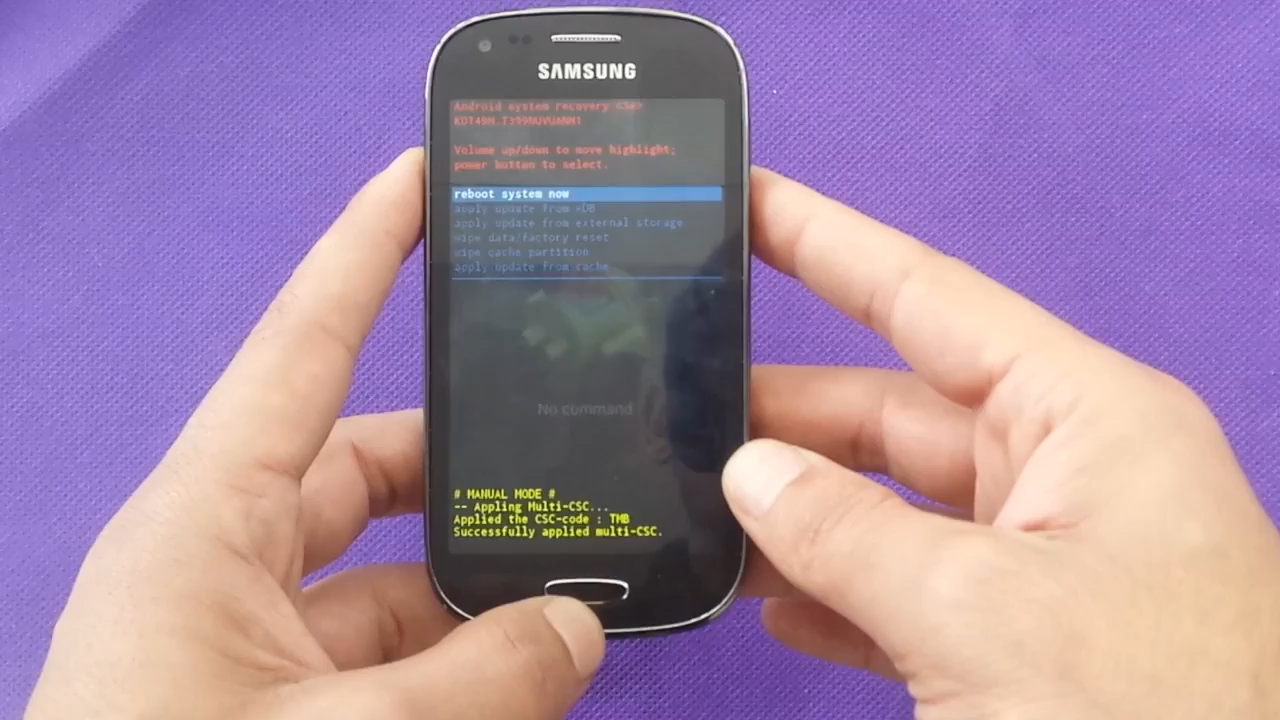 SAMSUNG
Android system recovery <3e>
KOT49H.T399NUVUANN1
Volume up/down to move highlight;
power button to select.
reboot system now
apply update from ADB
apply update from external storage
wipe data/factory reset
wipe cache partition
apply update from cache
No command
# MANUAL MODE #
-- Appling Multi-CSC...
Applied the CSC-code : TMB
Successfully applied multi-CSC.